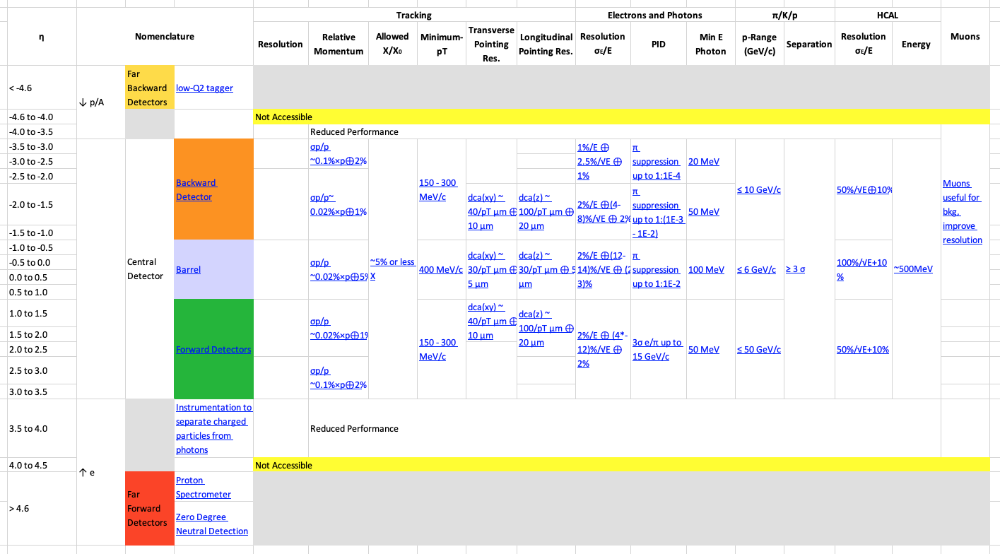 Tracking
Electrons and Photons
π/K/p
HCAL
η
Nomenclature
Resolution
Relative
Momentum
Allowed
X/X₀
Minimum-
pT
Transverse
Pointing
Res.
Longitudinal
Pointing Res.
Resolution
σᴇ/E
PID
Min E
Photon
p-Range
(GeV/c)
Separation
Resolution
σᴇ/E
Energy
Muons
< -4.6
↓ p/A
Far
Backward
Detectors
low-Q2 tagger
-4.6 to -4.0
Not Accessible
-4.0 to -3.5
Reduced Performance
-3.5 to -3.0
-3.0 to -2.5
-2.5 to -2.0
-2.0 to -1.5
-1.5 to -1.0
-1.0 to -0.5
-0.5 to 0.0
0.0 to 0.5
0.5 to 1.0
1.0 to 1.5
1.5 to 2.0
2.0 to 2.5
2.5 to 3.0
3.0 to 3.5
Central
Detector
Backward
Detector
σp/p
~0.1%×p⊕2%
σp/p~
0.02%×p⊕1%
~5% or less
X
150 - 300
MeV/c
dca(xy) ~
40/pT μm ⊕
10 μm
dca(z) ~
100/pT μm ⊕
20 μm
1%/E ⊕
2.5%/√E ⊕
1%
2%/E ⊕(4-
8)%/√E ⊕ 2%
π
suppression
up to 1:1E-4
π
suppression
up to 1:(1E-3
- 1E-2)
20 MeV
50 MeV
≤ 10 GeV/c
≥ 3 σ
50%/√E⊕10%
~500MeV
Muons
useful for
bkg,
improve
resolution
Barrel
σp/p
~0.02%×p⊕5%
400 MeV/c
dca(xy) ~
30/pT μm ⊕
5 μm
dca(z) ~
30/pT μm ⊕ 5
μm
2%/E ⊕(12-
14)%/√E ⊕ (2
3)%
π
suppression
up to 1:1E-2
100 MeV
≤ 6 GeV/c
100%/√E+10
%
Forward Detectors
σp/p
~0.02%×p⊕1%
σp/p
~0.1%×p⊕2%
150 - 300
MeV/c
dca(xy) ~
40/pT μm ⊕
10 μm
dca(z) ~
100/pT μm ⊕
20 μm
2%/E ⊕ (4*-
12)%/√E ⊕
2%
3σ e/π up to
15 GeV/c
50 MeV
≤ 50 GeV/c
50%/√E+10%
3.5 to 4.0
↑ e
Instrumentation to
separate charged
particles from
photons
Reduced Performance
4.0 to 4.5
Not Accessible
> 4.6
Far
Forward
Detectors
Proton
Spectrometer
Zero Degree
Neutral Detection